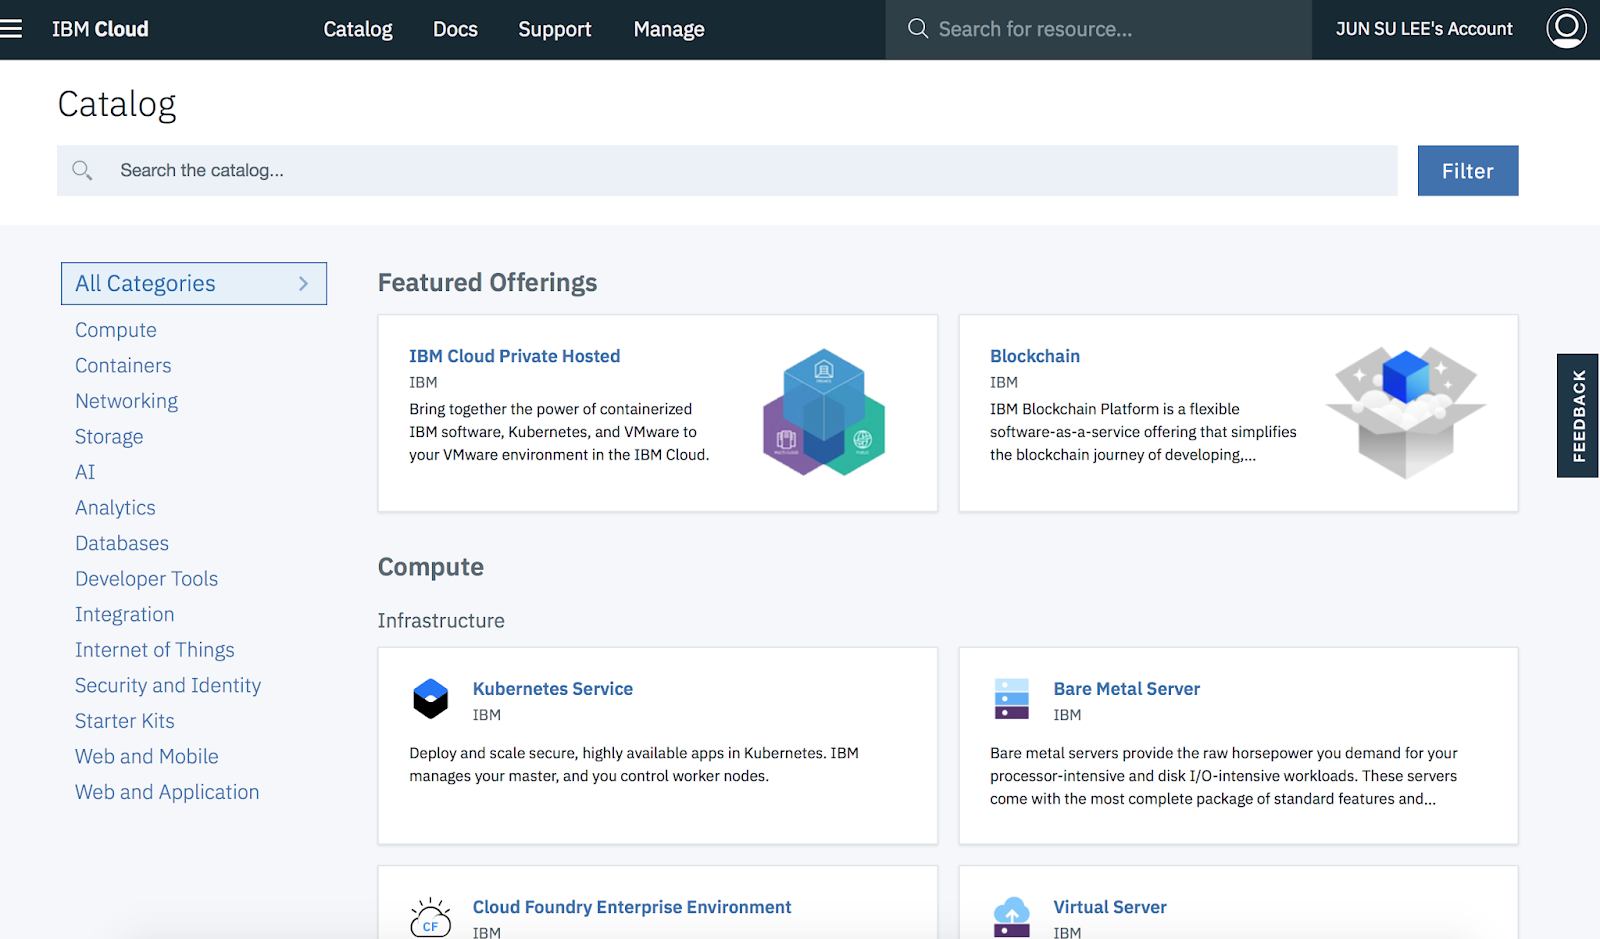 IBM Cloud
Catalog
Docs
Support
Manage
Search for resource...
JUN SU LEE's Account
Catalog
Search the catalog...
Filter
All Categories
Compute
Containers
Networking
Storage
AI
Analytics
Databases
Developer Tools
Integration
Internet of Things
Security and Identity
Starter Kits
Web and Mobile
Web and Application
Featured Offerings
IBM Cloud Private Hosted
IBM
Bring together the power of containerized
IBM software, Kubernetes, and VMware to
your VMware environment in the IBM Cloud.
Blockchain
IBM
IBM Blockchain Platform is a flexible
software-as-a-service offering that simplifies
the blockchain journey of developing,...
FEEDBACK
Compute
Infrastructure
Kubernetes Service
IBM
Deploy and scale secure, highly available apps in Kubernetes. IBM
manages your master, and you control worker nodes.
Bare Metal Server
IBM
Bare metal servers provide the raw horsepower you demand for your
processor-intensive and disk I/O-intensive workloads. These servers
come with the most complete package of standard features and...
CF
Cloud Foundry Enterprise Environment
IBM
Virtual Server
IBM